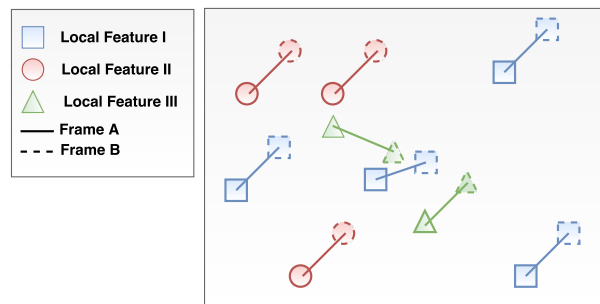 Local Feature I
Local Feature II
Local Feature III
Frame A
Frame B